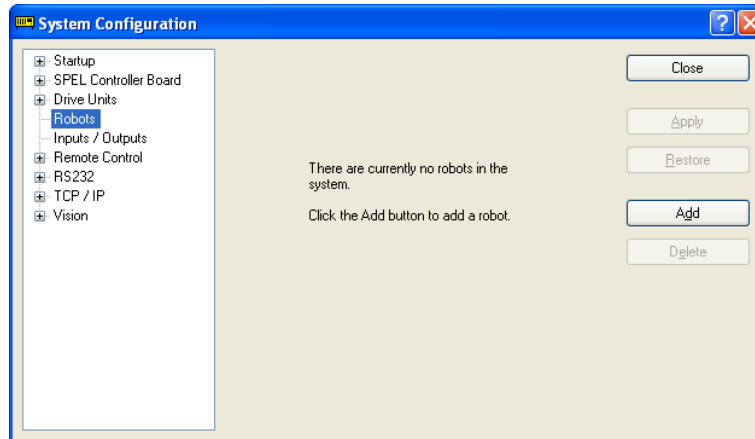 System Configuration
Startup
SPEL Controller Board
Drive Units
Robots
Inputs / Outputs
Remote Control
RS232
TCP / IP
Vision
There are currently no robots in the
system.
Click the Add button to add a robot.
Close
Apply
Restore
Add
Delete